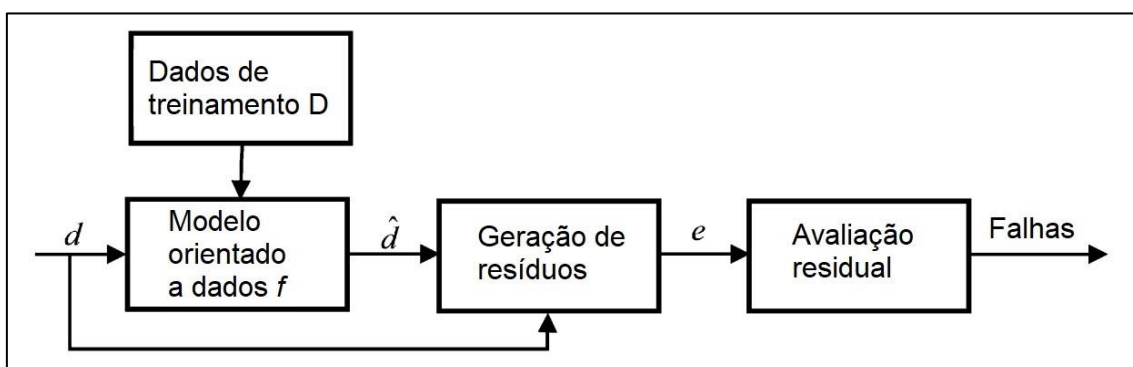 Dados de
treinamento D
d
Modelo
orientado
a dados f
d̂
Geração de
resíduos
e
Avaliação
residual
Falhas